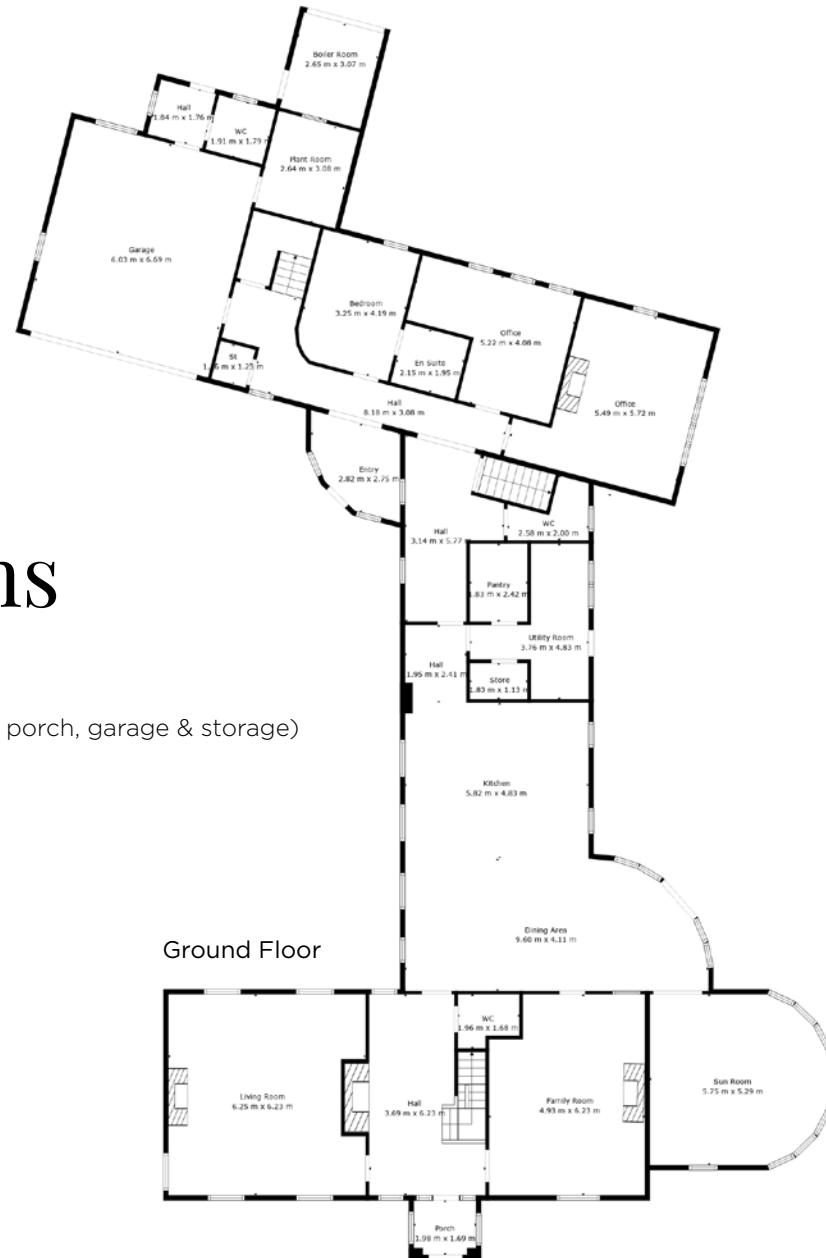 Boiler Room
2.65 m x 3.07 m
Hall
1.84 m x 1.76 m
WC
1.91 m x 1.79 m
Plant Room
2.64 m x 3.08 m
Garage
6.03 m x 6.69 m
Bedroom
3.25 m x 4.19 m
Office
5.22 m x 4.08 m
St
En Suite
2.15 m x 1.95 m
Hall
8.18 m x 3.08 m
Office
5.49 m x 5.72 m
Entry
2.82 m x 2.75 m
WC
2.58 m x 2.00 m
Hall
3.14 m x 5.77 m
ns
Pantry
1.83 m x 2.42 m
Utility Room
3.76 m x 4.83 m
Hall
1.95 m x 2.41 m
Store
1.83 m x 1.13 m
porch, garage & storage)
Kitchen
5.82 m x 4.83 m
Dining Area
9.60 m x 4.11 m
Ground Floor
WC
1.96 m x 1.68 m
Living Room
6.25 m x 6.23 m
Hall
3.69 m x 6.23 m
Family Room
4.93 m x 6.23 m
Sun Room
5.75 m x 5.29 m
Porch
1.98 m x 1.69 m